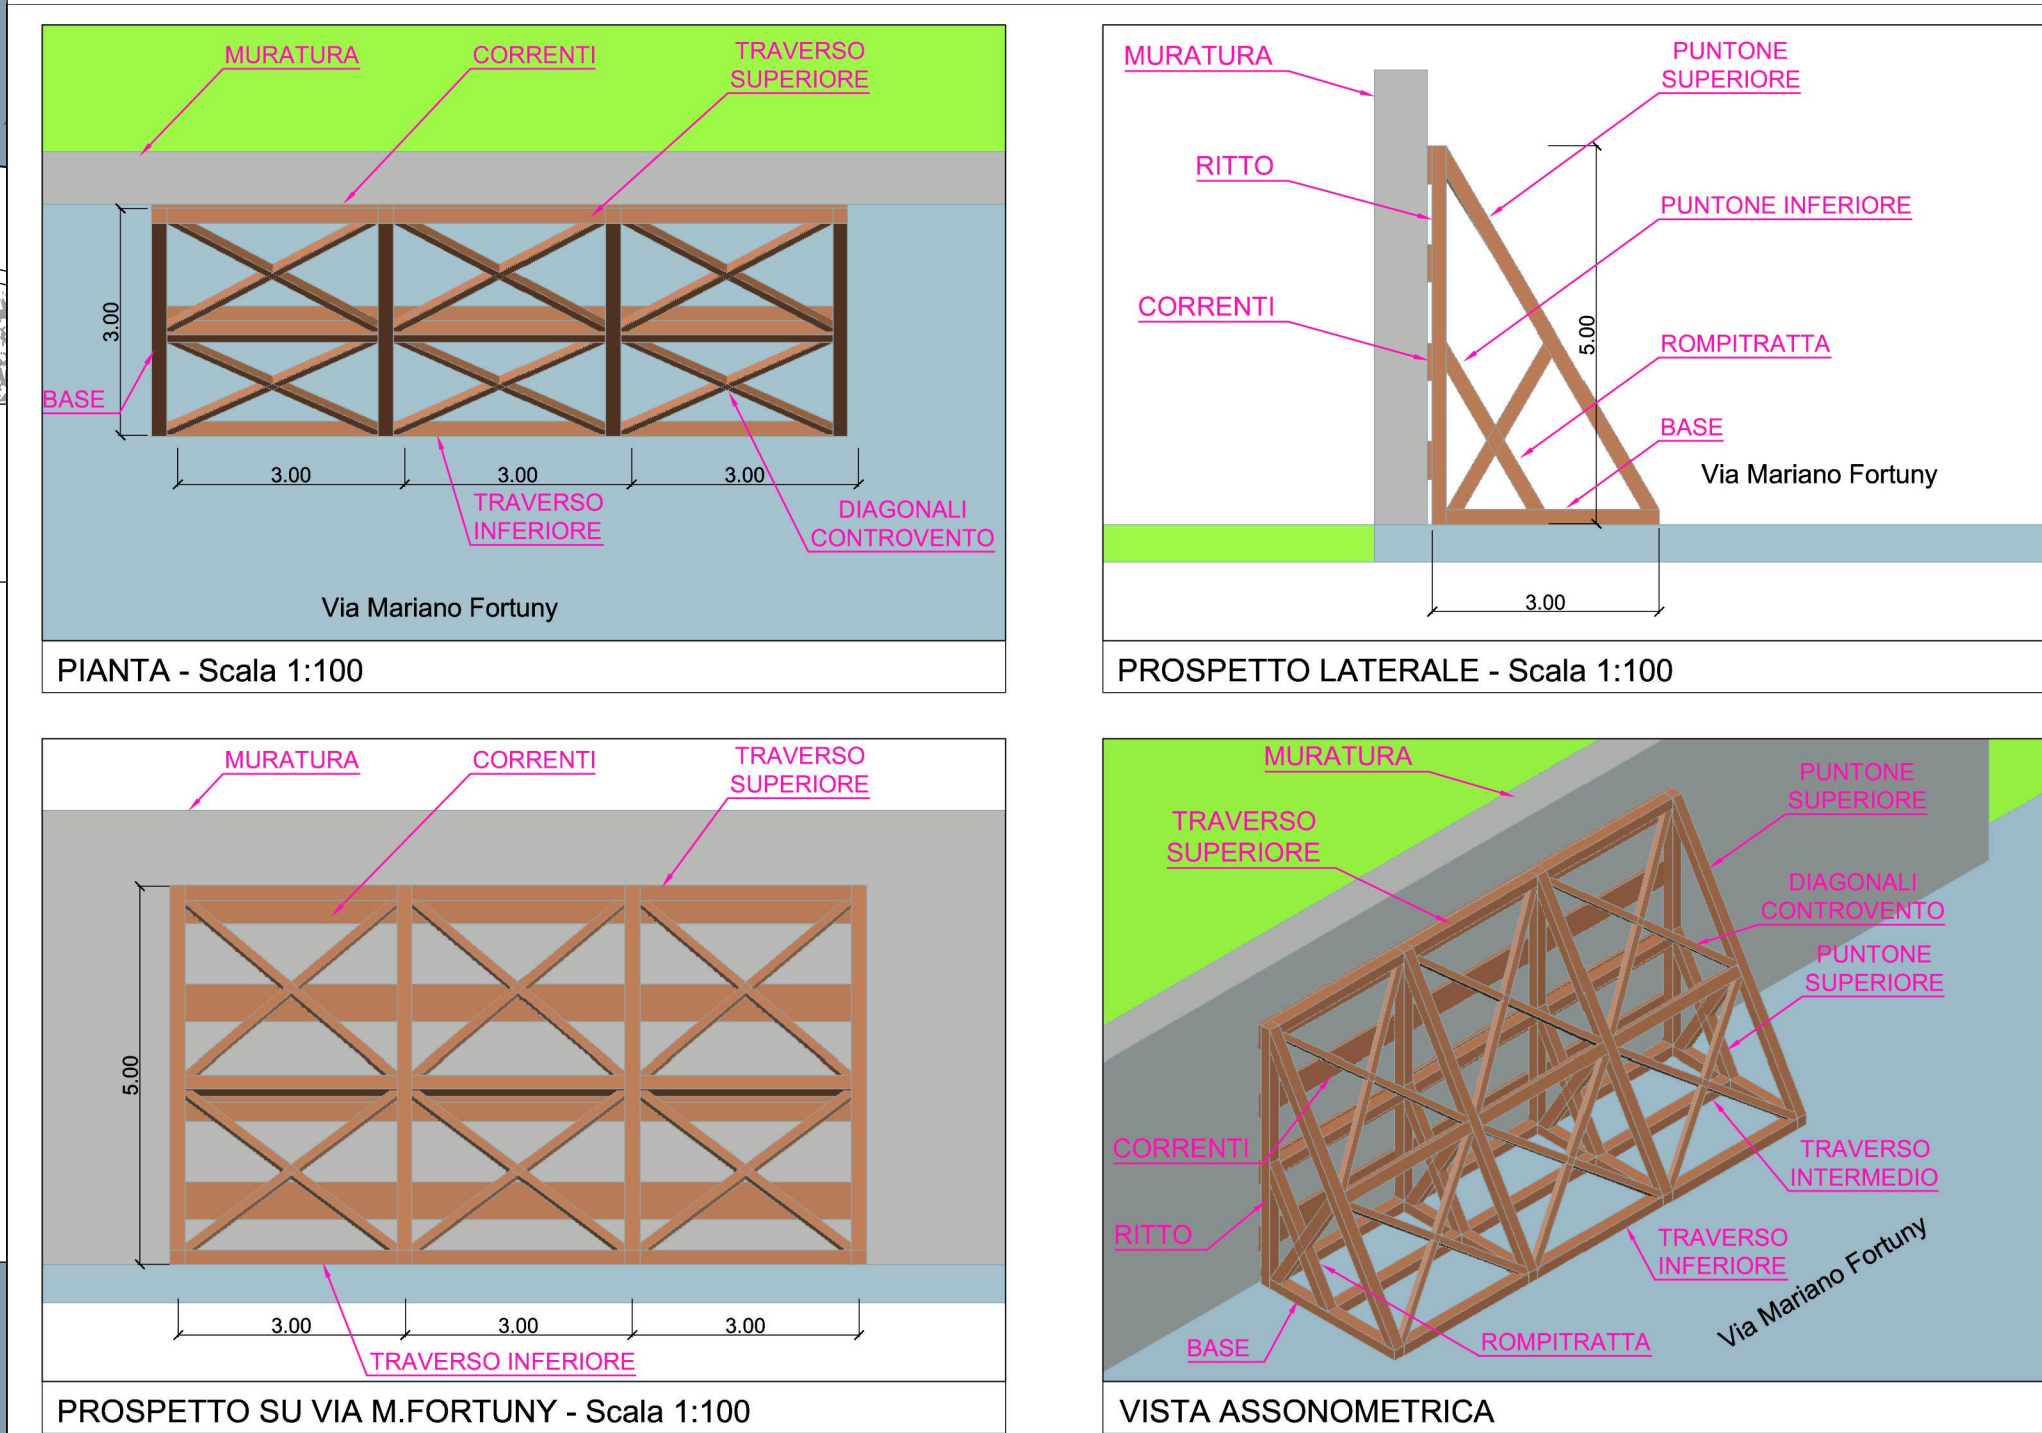 MURATURA
CORRENTI
TRAVERSO
SUPERIORE
3.00
BASE
3.00
3.00
3.00
TRAVERSO
INFERIORE
DIAGONALI
CONTROVENTO
Via Mariano Fortuny
PIANTA - Scala 1:100
MURATURA
PUNTONE
SUPERIORE
RITTO
PUNTONE INFERIORE
CORRENTI
5.00
ROMPITRATTA
BASE
Via Mariano Fortuny
3.00
PROSPETTO LATERALE - Scala 1:100
MURATURA
CORRENTI
TRAVERSO
SUPERIORE
5.00
3.00
3.00
3.00
TRAVERSO INFERIORE
PROSPETTO SU VIA M.FORTUNY - Scala 1:100
MURATURA
PUNTONE
SUPERIORE
TRAVERSO
SUPERIORE
DIAGONALI
CONTROVENTO
PUNTONE
SUPERIORE
CORRENTI
TRAVERSO
INTERMEDIO
RITTO
TRAVERSO
INFERIORE
Via Mariano Fortuny
BASE
ROMPITRATTA
VISTA ASSONOMETRICA